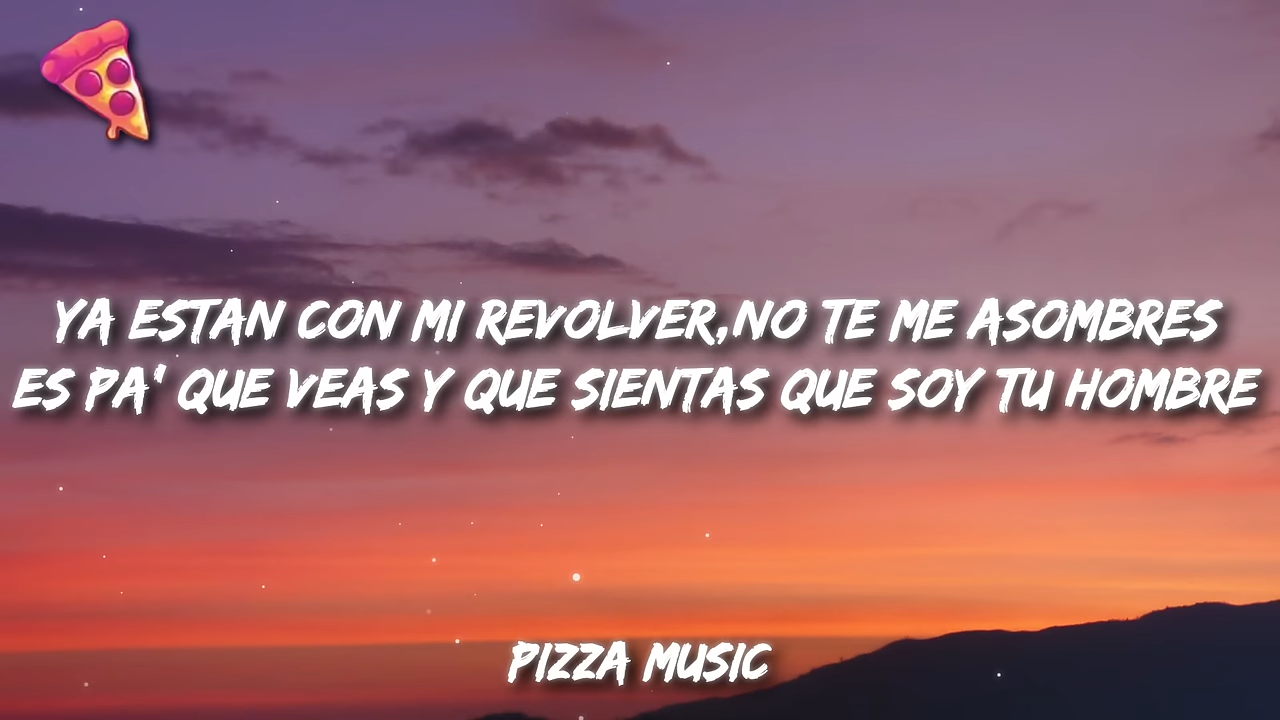 YA ESTAN CON MI REVOLVER,NO TE ME ASOMBRES
ES PA' QUE VEAS Y QUE SIENTAS QUE SOY TU HOMBRE
PIZZA MUSIC